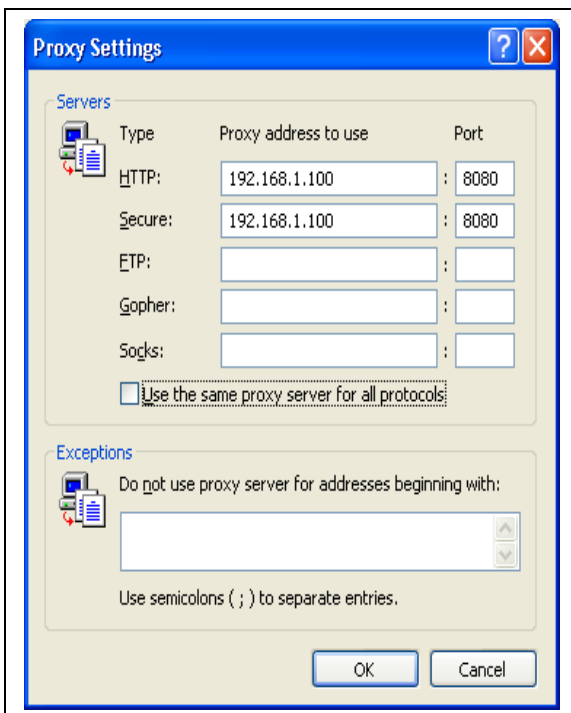 Proxy Settings
Servers
Type Proxy address to use Port
HTTP: 192.168.1.100 : 8080
Secure: 192.168.1.100 : 8080
FTP: :
Gopher: :
Socks: :
Use the same proxy server for all protocols
Exceptions
Do not use proxy server for addresses beginning with:
Use semicolons ( ; ) to separate entries.
OK Cancel